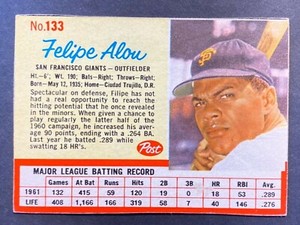 No.133
Felipe Alou
SAN FRANCISCO GIANTS — OUTFIELDER
Ht.—6'; Wt. 190; Bats—Right; Throws—Right;
Born—May 12, 1935; Home—Ciudad Trujillo, D.R.
Spectacular on defense, Felipe has not
had a real opportunity to reach the
hitting potential that he once revealed
in the minors. When given a chance to
play regularly the latter half of the
1960 campaign, he increased his aver-
age 90 points, ending with a .264 BA.
Last year he batted .289 while
swatting 18 HR's.
Post
SF
MAJOR LEAGUE BATTING RECORD
Games At Bat Runs Hits 2B 3B HR RBI Avg.
1961 132 415 59 120 19 0 18 53 .289
LIFE 408 1,166 166 319 58 7 40 146 .276